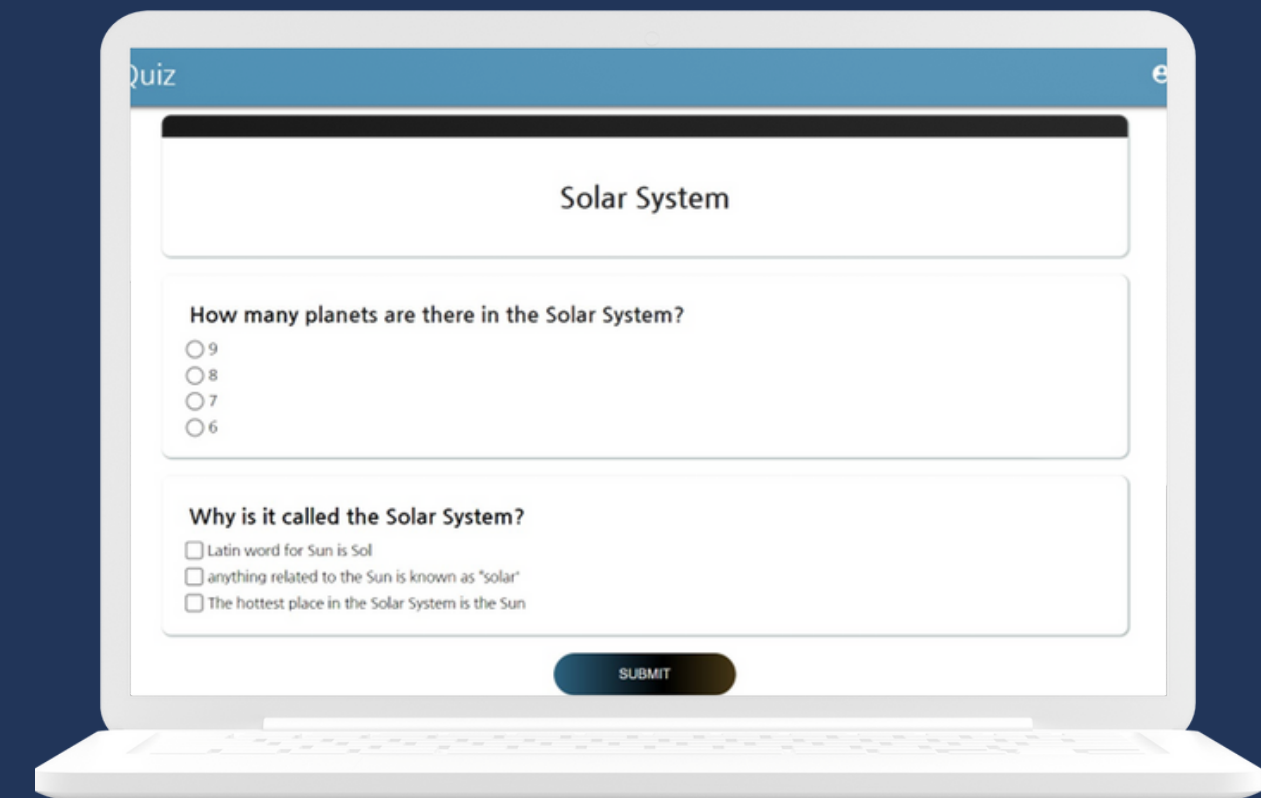 Quiz
Solar System
How many planets are there in the Solar System?
9
8
7
6
Why is it called the Solar System?
Latin word for Sun is Sol
anything related to the Sun is known as "solar'
The hottest place in the Solar System is the Sun
SUBMIT